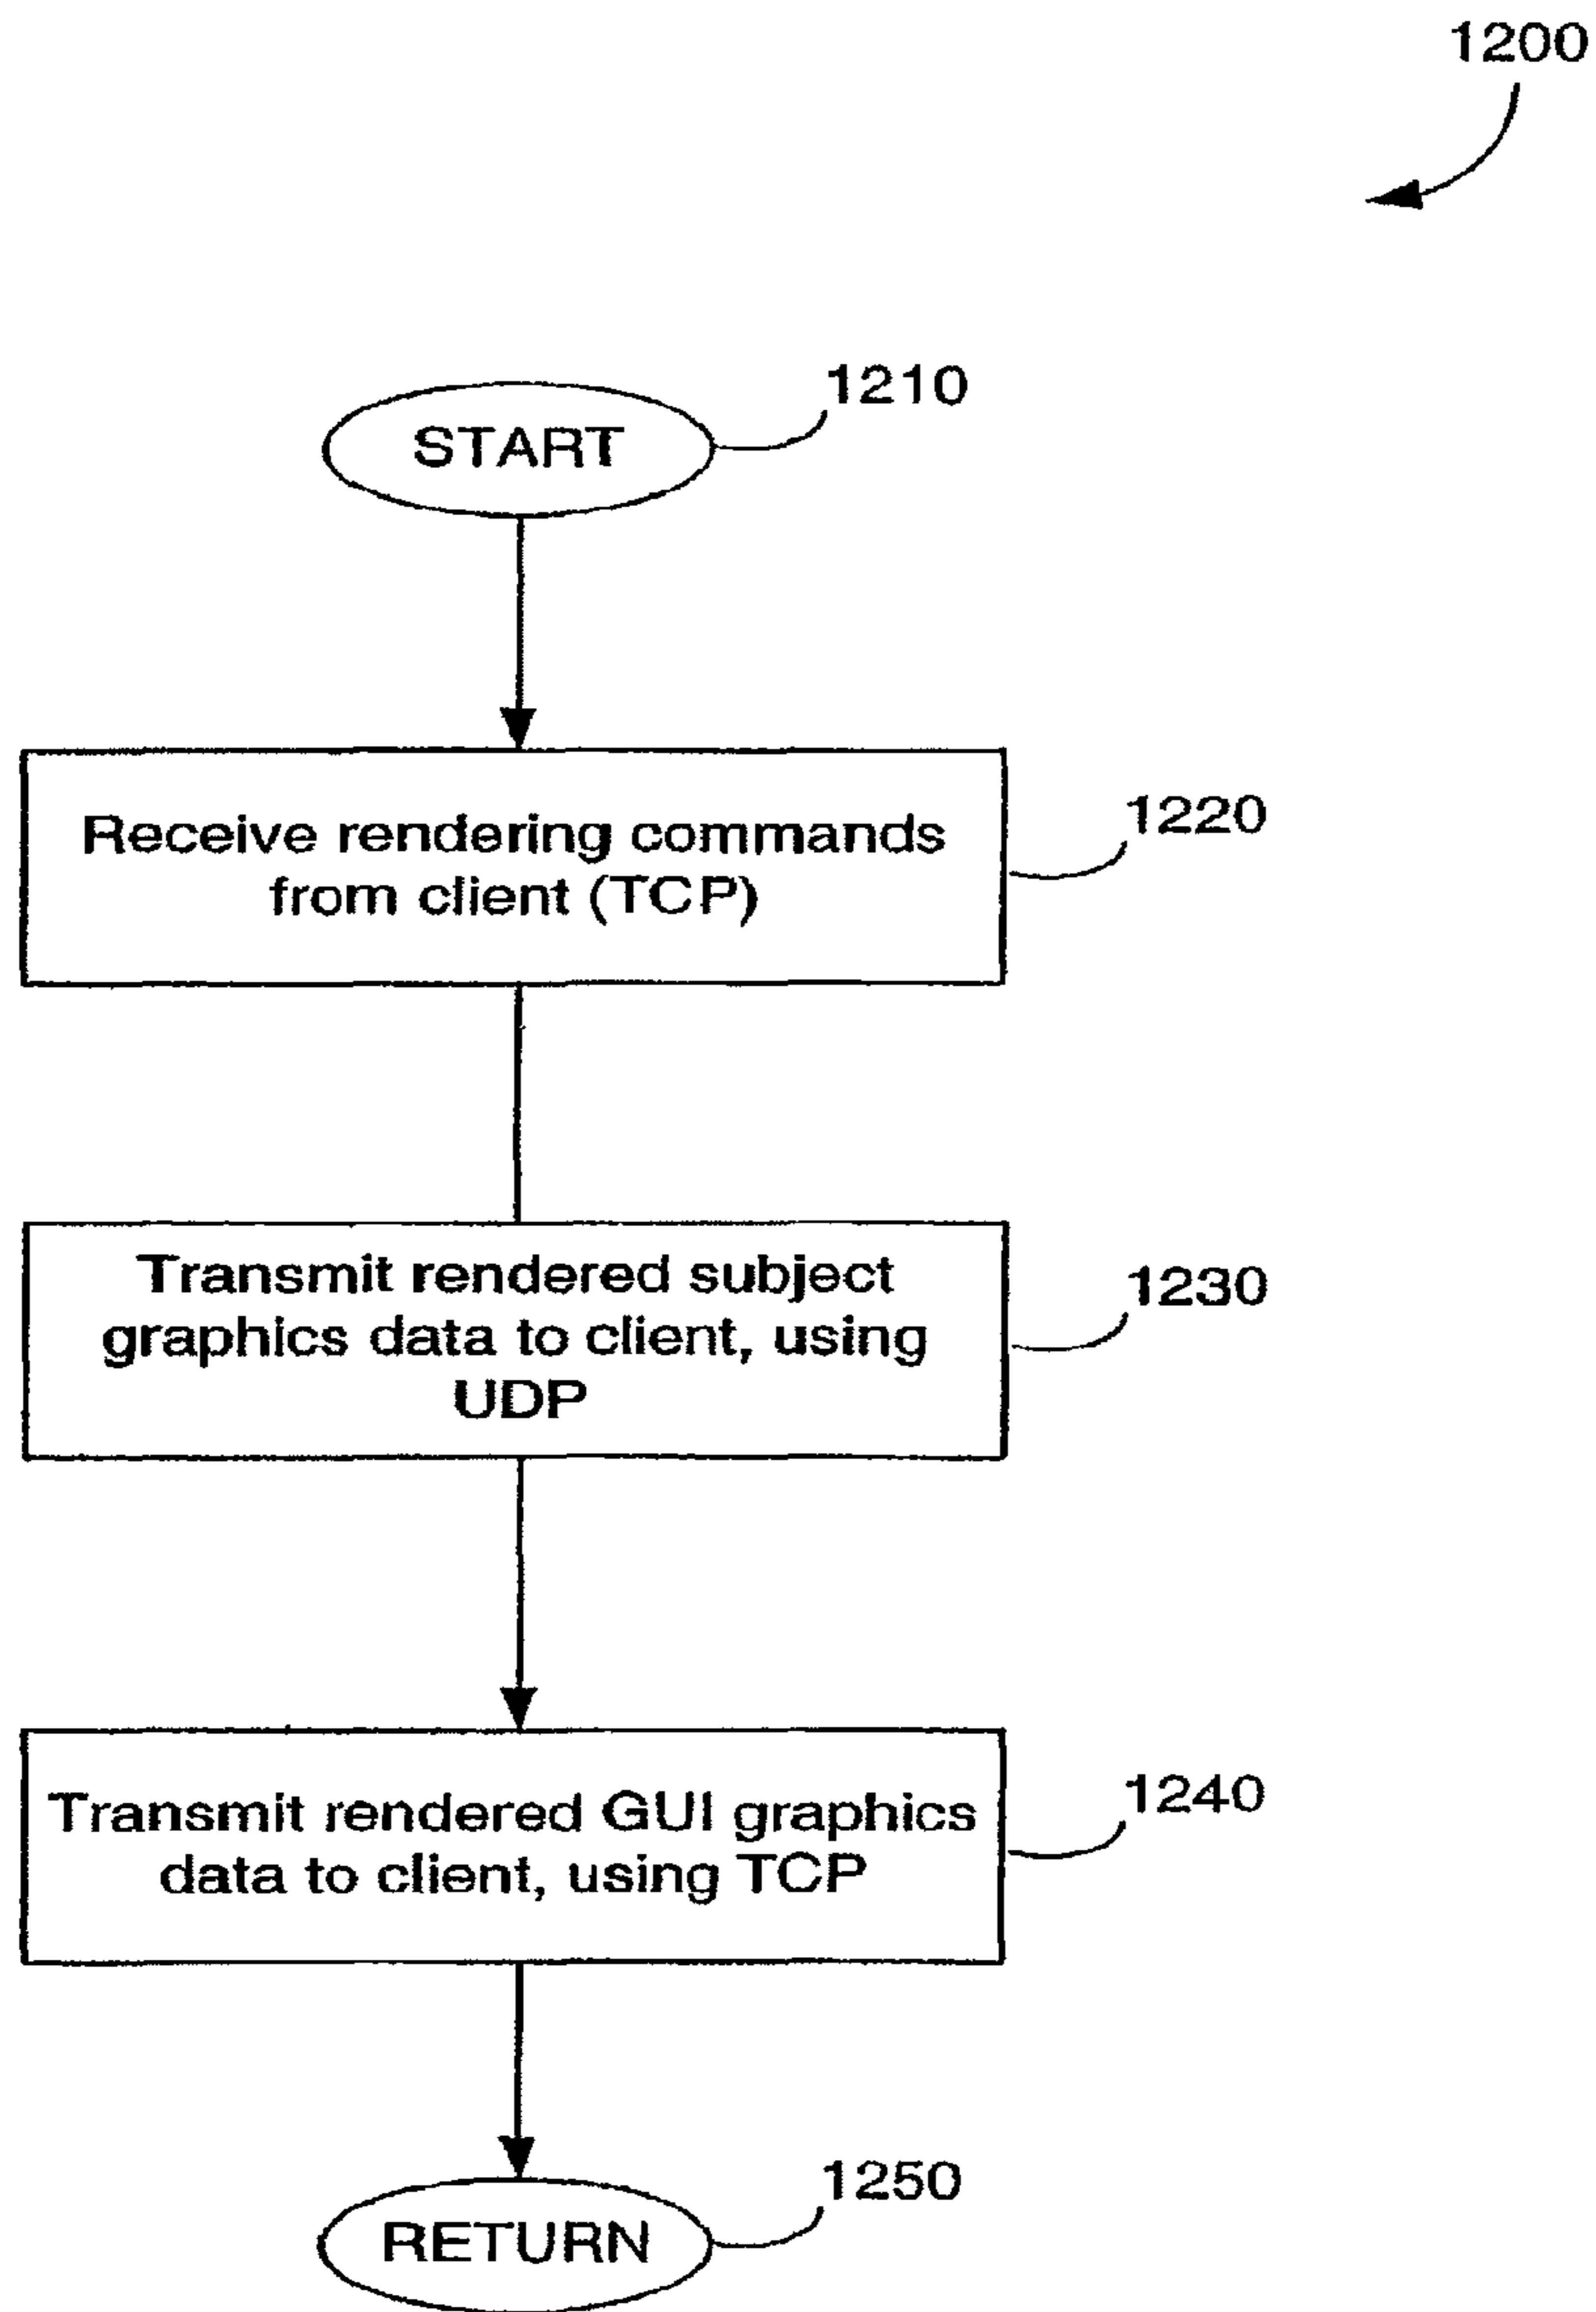 1200
1210
START
1220
Receive rendering commands
from client (TCP)
1230
Transmit rendered subject
graphics data to client, using
UDP
1240
Transmit rendered GUI graphics
data to client, using TCP
1250
RETURN